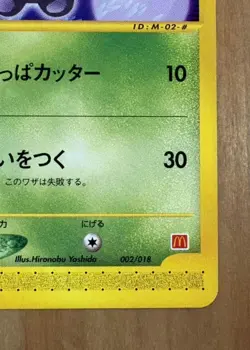 ID:M-02-#
っぱカッター 10
いをつく 30
このワザは失敗する。
力 にげる
Illus.Hironobu Yoshida 002/018